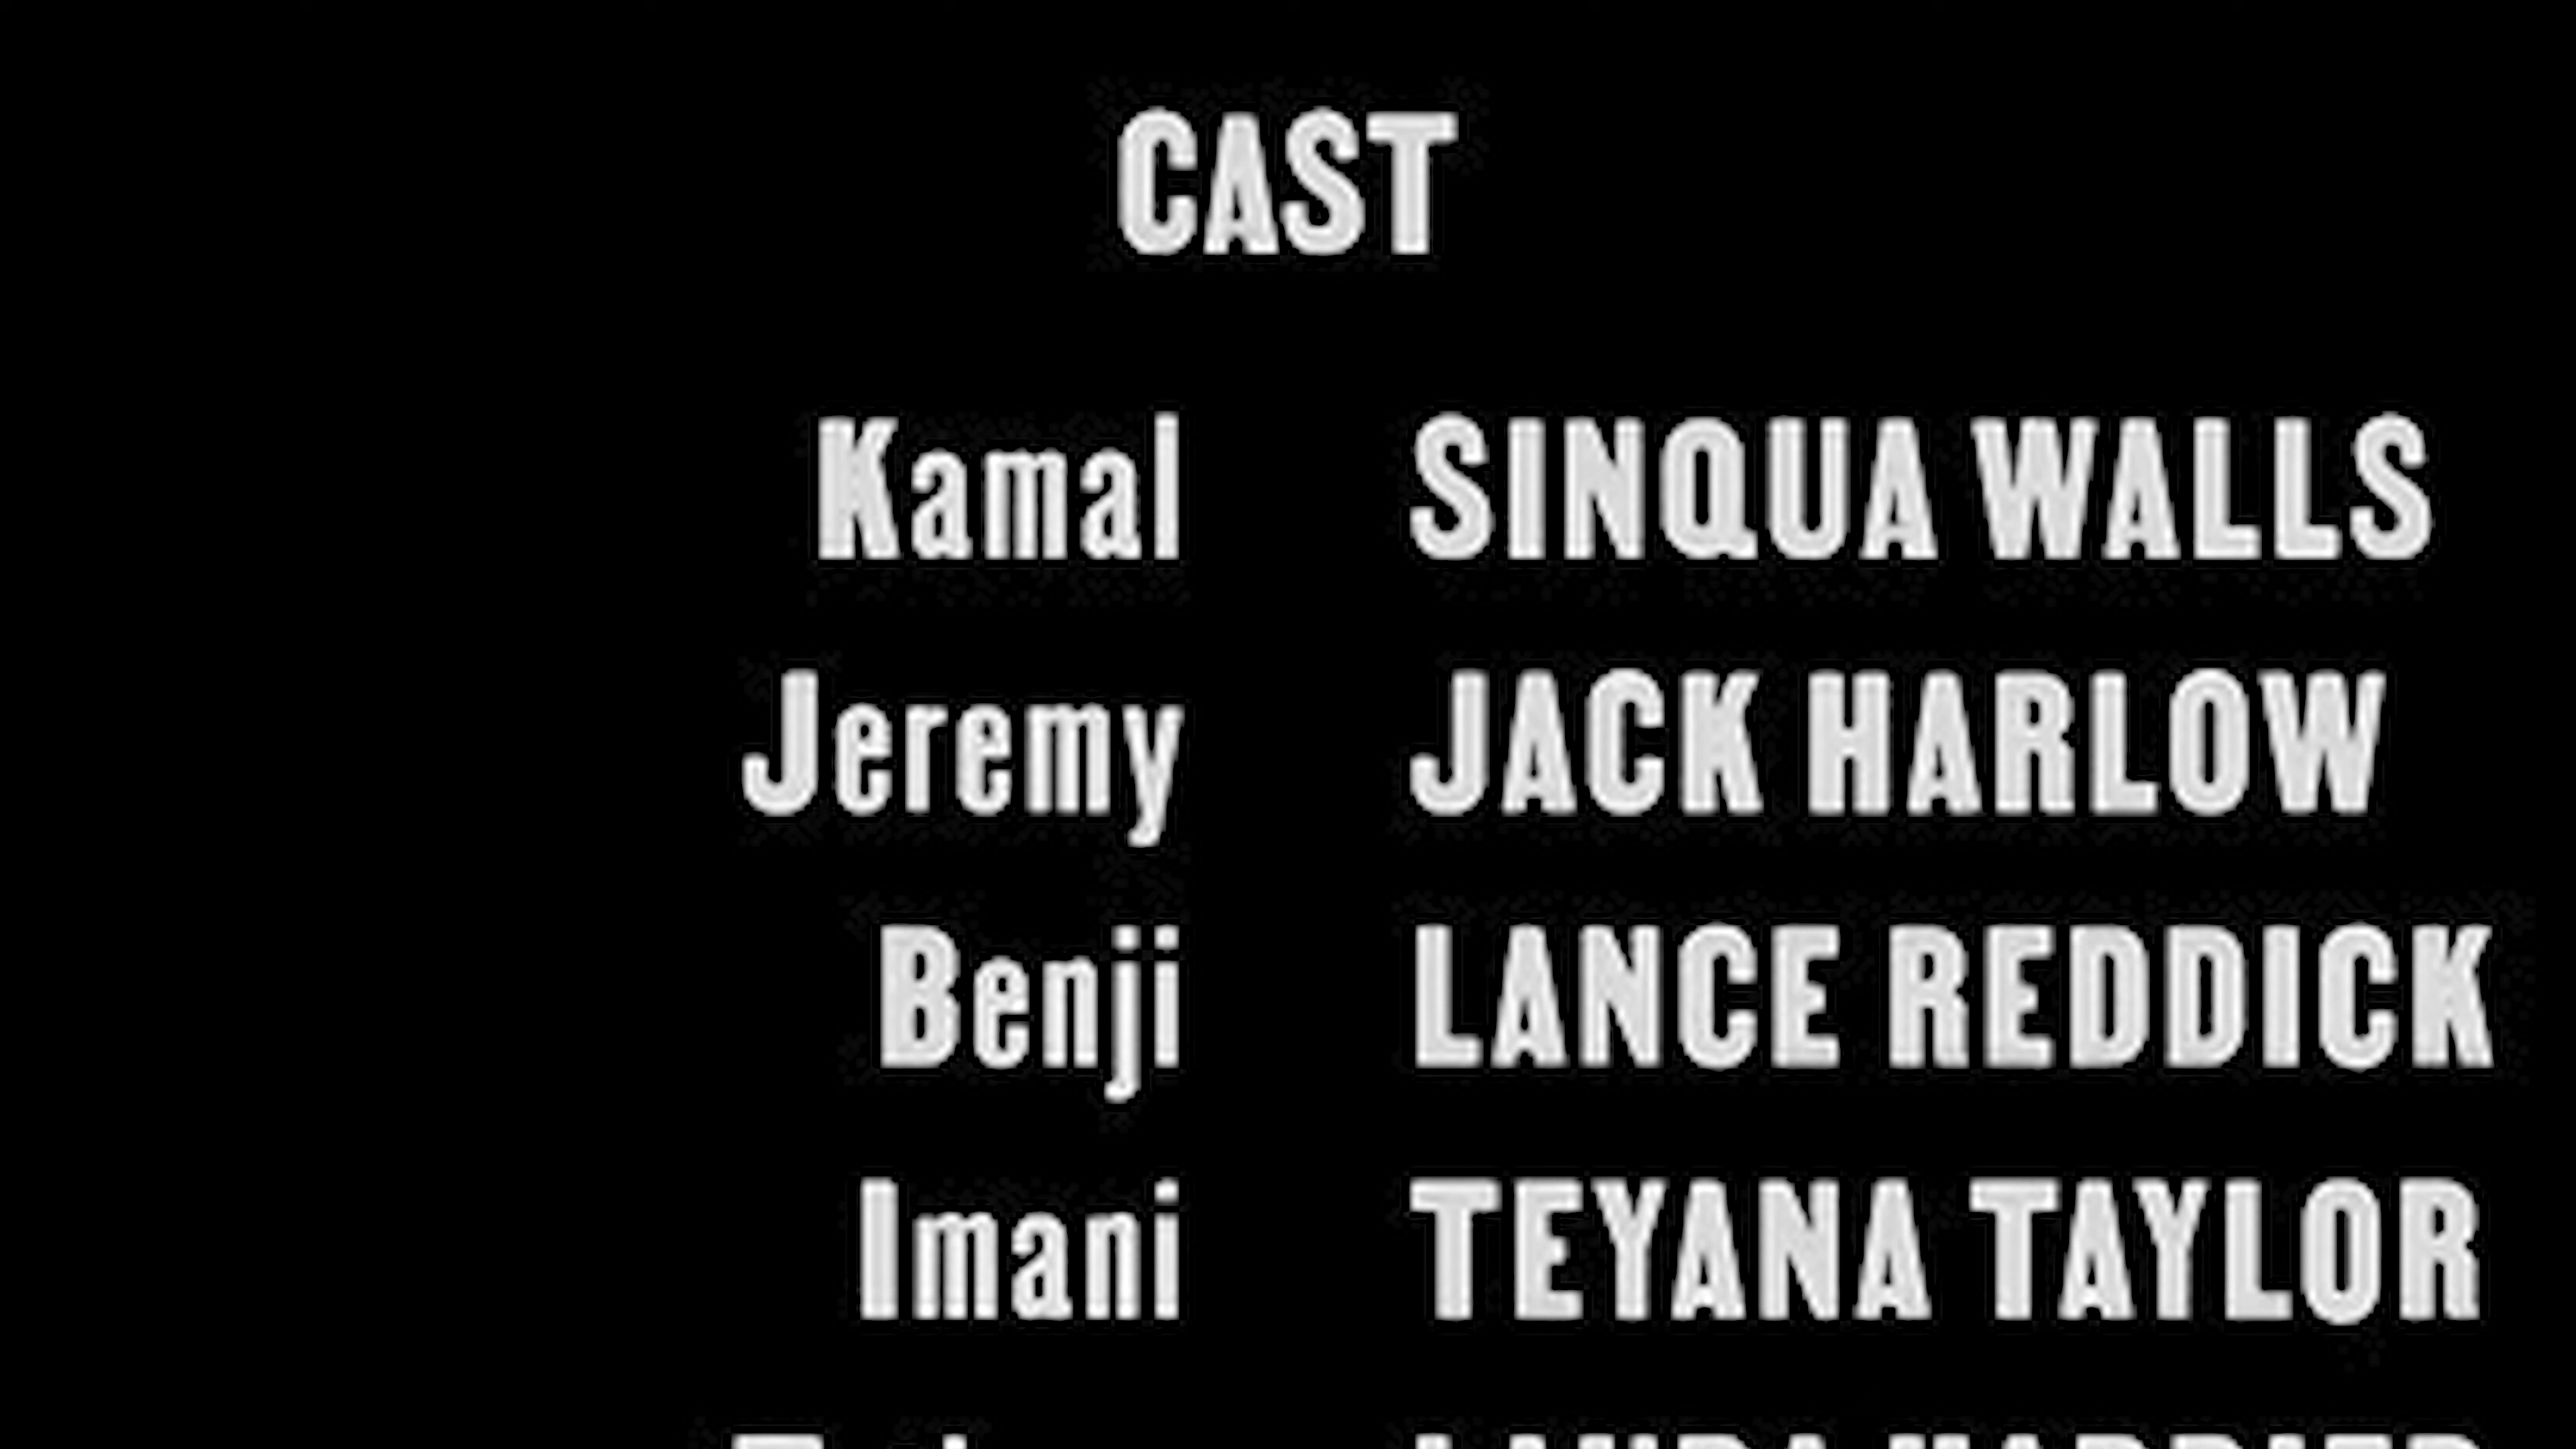 CAST
Kamal SINQUA WALLS
Jeremy JACK HARLOW
Benji LANCE REDDICK
Imani TEYANA TAYLOR